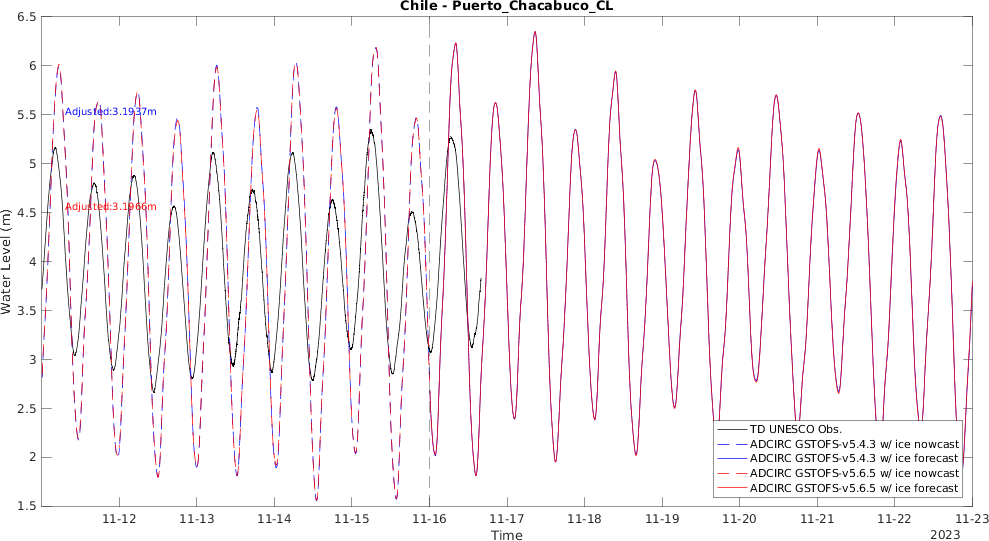 Chile - Puerto_Chacabuco_CL
6.5
6
5.5
5
4.5
4
3.5
3
2.5
2
1.5
Water Level (m)
Adjusted:3.1937m
Adjusted:3.1966m
TD UNESCO Obs.
ADCIRC GSTOFS-v5.4.3 w/ ice nowcast
ADCIRC GSTOFS-v5.4.3 w/ ice forecast
ADCIRC GSTOFS-v5.6.5 w/ ice nowcast
ADCIRC GSTOFS-v5.6.5 w/ ice forecast
11-12 11-13 11-14 11-15 11-16 11-17 11-18 11-19 11-20 11-21 11-22 11-23
Time
2023